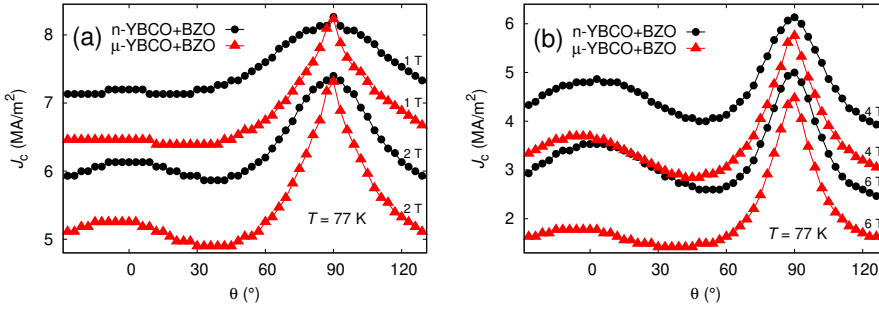 (a)
n-YBCO+BZO
μ-YBCO+BZO
8
7
6
5
Jc (MA/m²)
1 T
1 T
2 T
2 T
T = 77 K
0 30 60 90 120
θ (°)
(b)
n-YBCO+BZO
μ-YBCO+BZO
6
5
4
3
2
Jc (MA/m²)
4 T
4 T
6 T
6 T
T = 77 K
0 30 60 90 120
θ (°)